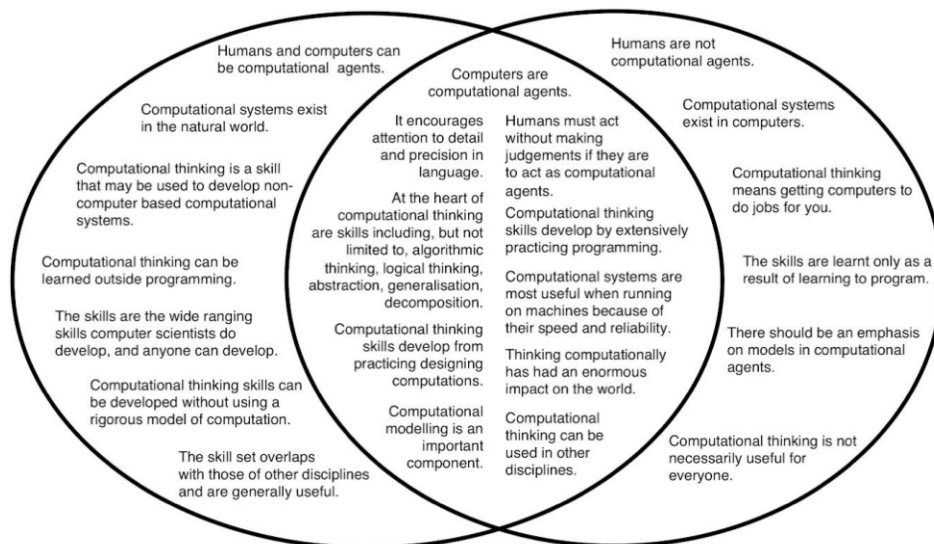 Humans and computers can
be computational  agents.
Computational systems exist
in the natural world.
Computational thinking is a skill
that may be used to develop non-
computer based computational
systems.
Computational thinking can be
learned outside programming.
The skills are the wide ranging
skills computer scientists do
develop, and anyone can develop.
Computational thinking skills can
be developed without using a
rigorous model of computation.
The skill set overlaps
with those of other disciplines
and are generally useful.
Computers are
computational agents.
It encourages
attention to detail
and precision in
language.
At the heart of
computational thinking
are skills including, but not
limited to, algorithmic
thinking, logical thinking,
abstraction, generalisation,
decomposition.
Computational thinking
skills develop from
practicing designing
computations.
Computational
modelling is an
important
component.
Humans must act
without making
judgements if they are
to act as computational
agents.
Computational thinking
skills develop by extensively
practicing programming.
Computational systems are
most useful when running
on machines because of
their speed and reliability.
Thinking computationally
has had an enormous
impact on the world.
Computational
thinking can be
used in other
disciplines.
Humans are not
computational agents.
Computational systems
exist in computers.
Computational thinking
means getting computers to
do jobs for you.
The skills are learnt only as a
result of learning to program.
There should be an emphasis
on models in computational
agents.
Computational thinking is not
necessarily useful for
everyone.